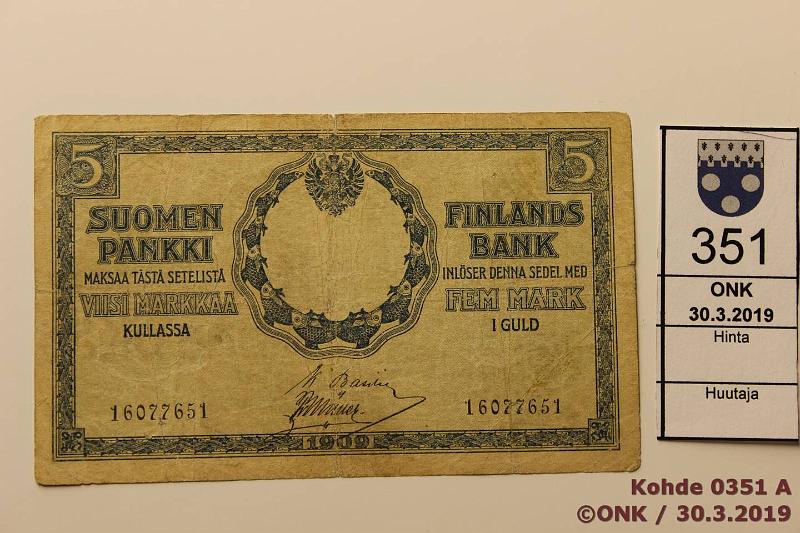 5
5
SUOMEN
PANKKI
MAKSAA TÄSTÄ SETELISTÄ
VIISI MARKKAA
KULLASSA
FINLANDS
BANK
INLÖSER DENNA SEDEL MED
FEM MARK
I GULD
16077651
16077651
1909
351
ONK
30.3.2019
Hinta
Huutaja
Kohde 0351 A
©ONK / 30.3.2019